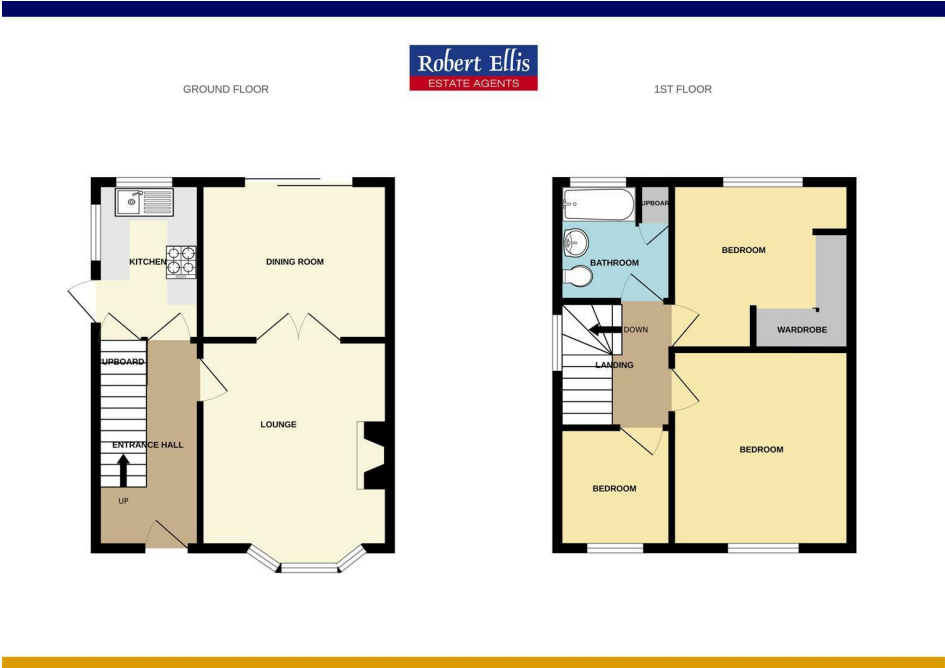 Robert Ellis
ESTATE AGENTS
GROUND FLOOR
1ST FLOOR
KITCHEN
DINING ROOM
UPBOARD
LOUNGE
ENTRANCE HALL
UP
UPBOAR
BATHROOM
BEDROOM
WARDROBE
DOWN
LANDING
BEDROOM
BEDROOM